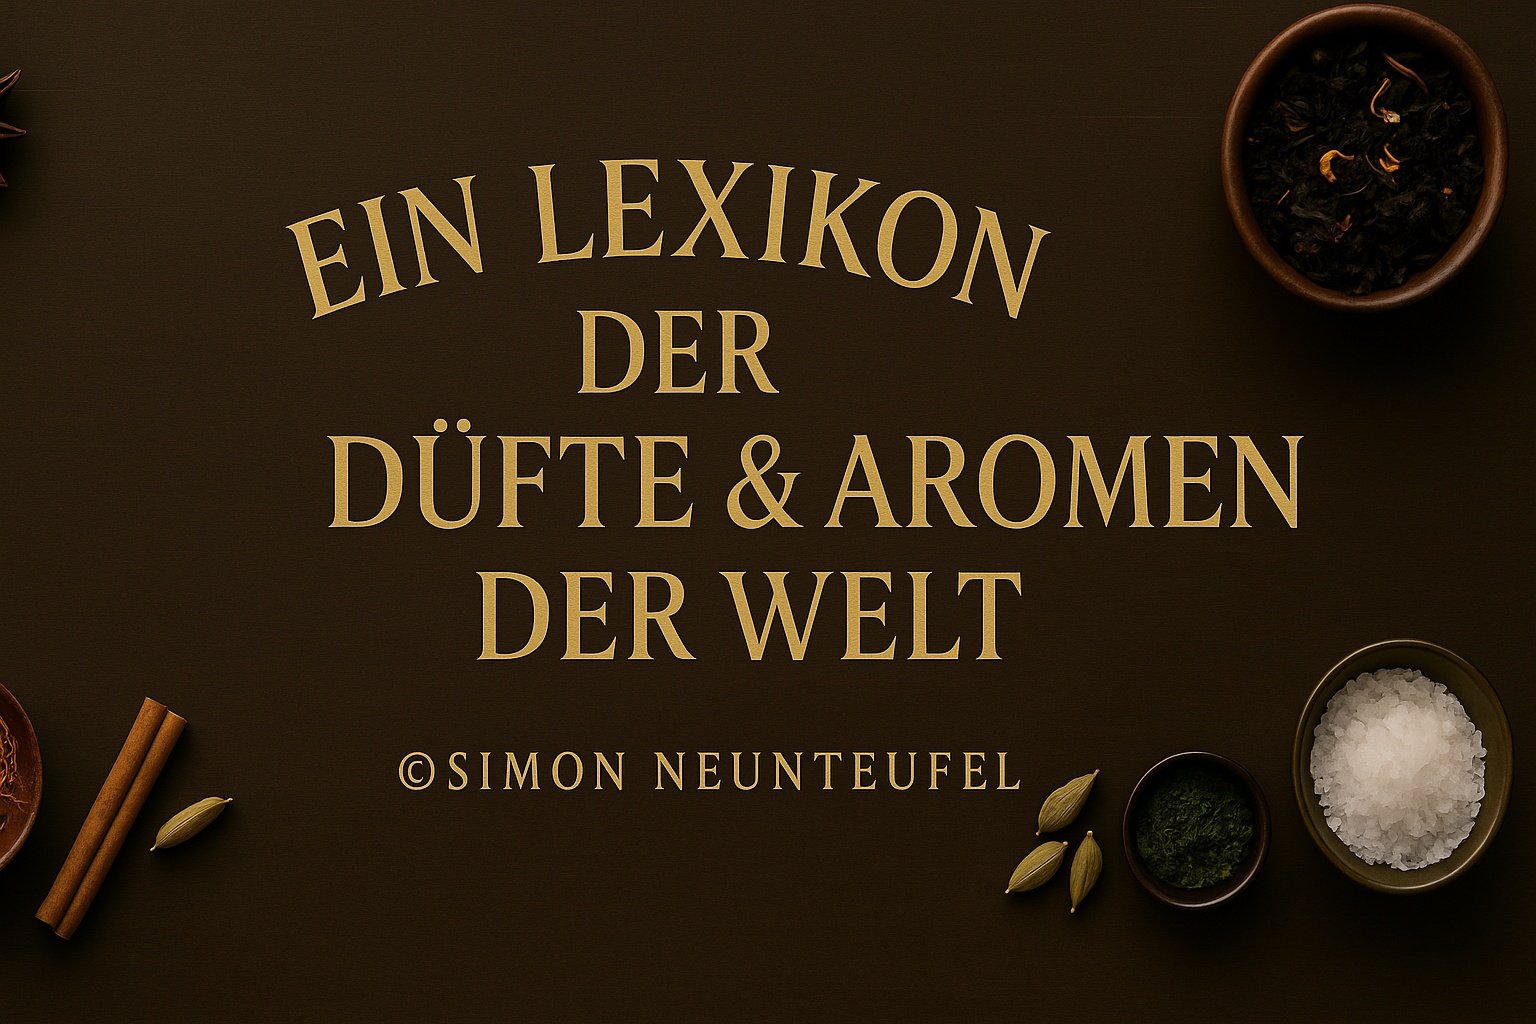 EIN LEXIKON
DER
DÜFTE & AROMEN
DER WELT
©SIMON NEUNTEUFEL